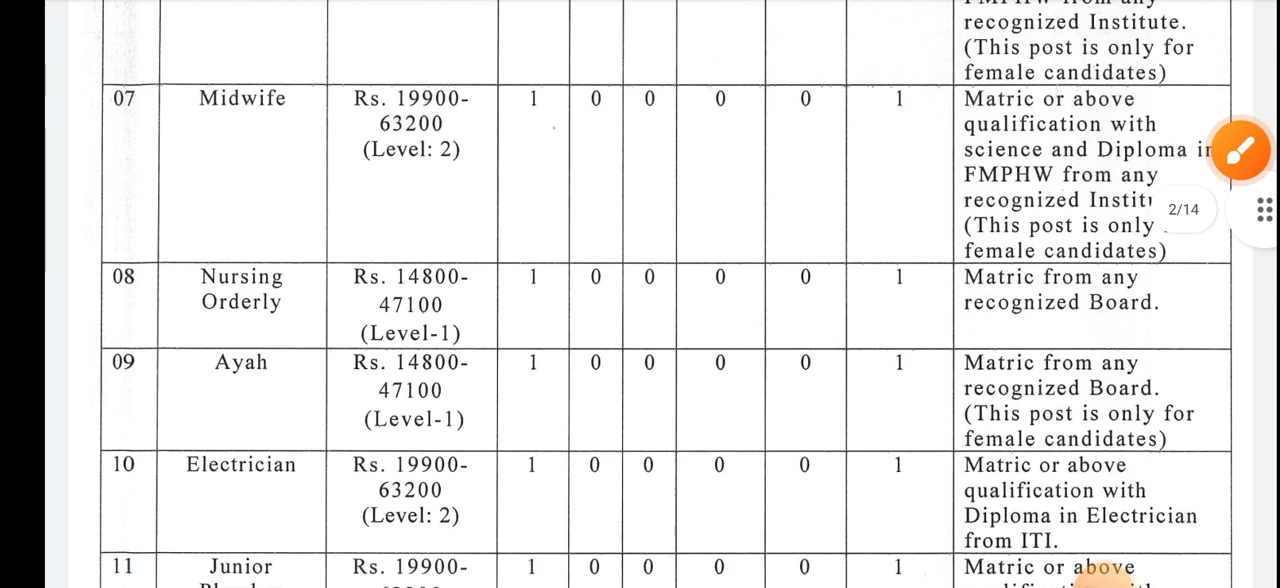 recognized Institute.
(This post is only for
female candidates)
07 Midwife Rs. 19900- 1 0 0 0 0 1 Matric or above
63200 qualification with
(Level: 2) science and Diploma in
FMPHW from any
recognized
2/14
(This post is only
female candidates)
08 Nursing Rs. 14800- 1 0 0 0 0 1 Matric from any
Orderly 47100 recognized Board.
(Level-1)
09 Ayah Rs. 14800- 1 0 0 0 0 1 Matric from any
47100 recognized Board.
(Level-1) (This post is only for
female candidates)
10 Electrician Rs. 19900- 1 0 0 0 0 1 Matric or above
63200 qualification with
(Level: 2) Diploma in Electrician
from ITI.
11 Junior Rs. 19900- 1 0 0 0 0 1 Matric or above